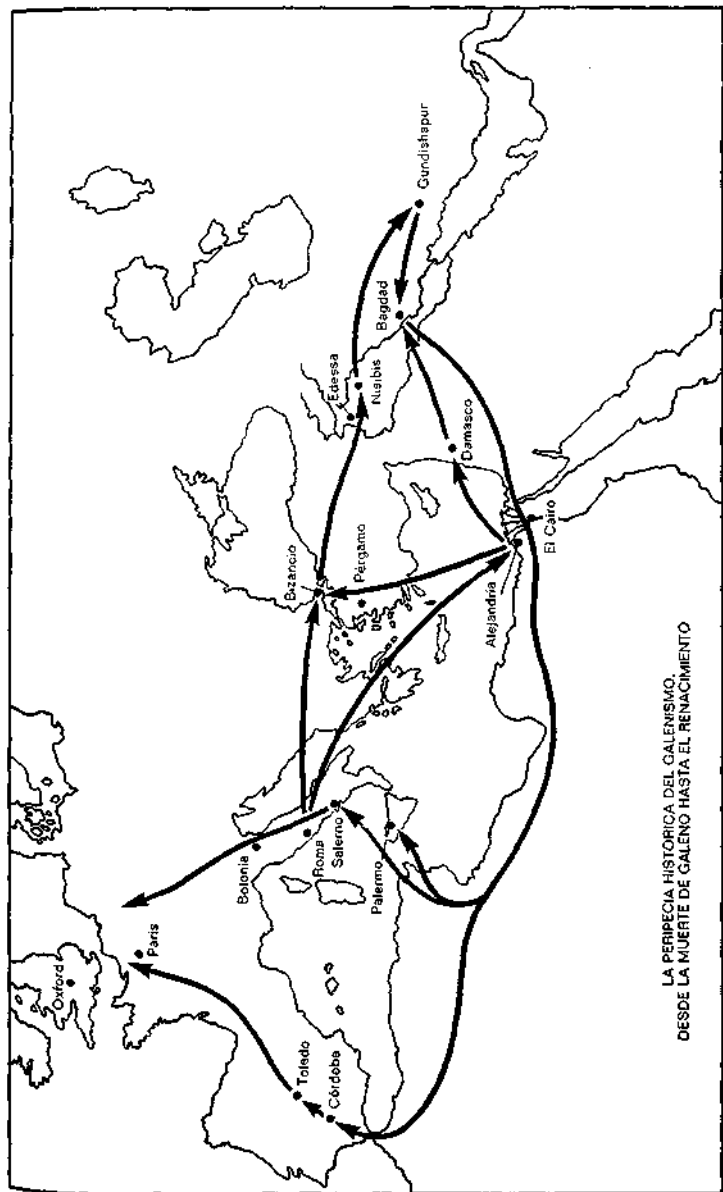 Oxford
París
Bolonia
Roma
Salerno
Palermo
Toledo
Córdoba
Bizancio
Pérgamo
Edessa
Nisibis
Gundishapur
Bagdad
Damasco
Alejandría
El Cairo
LA PERIPECIA HISTORICA DEL GALENISMO,
DESDE LA MUERTE DE GALENO HASTA EL RENACIMIENTO